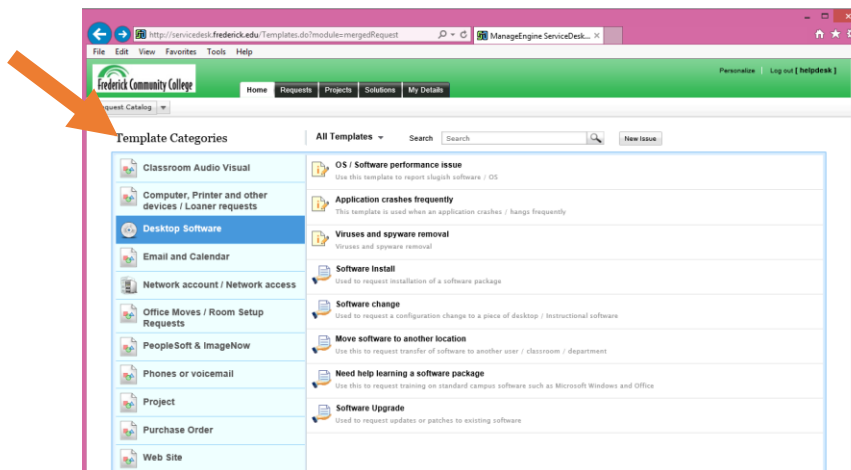 http://servicedesk.frederick.edu/Templates.do?module=mergedRequest
ManageEngine ServiceDesk...
File Edit View Favorites Tools Help
Frederick Community College
Personalize | Log out [ helpdesk ]
Home Requests Projects Solutions My Details
quest Catalog
Template Categories
All Templates Search Search New Issue
Classroom Audio Visual
Computer, Printer and other
devices / Loaner requests
Desktop Software
Email and Calendar
Network account / Network access
Office Moves / Room Setup
Requests
PeopleSoft & ImageNow
Phones or voicemail
Project
Purchase Order
Web Site
OS / Software performance issue
Use this template to report slugish software / OS
Application crashes frequently
This template is used when an application crashes / hangs frequently
Viruses and spyware removal
Viruses and spyware removal
Software Install
Used to request installation of a software package
Software change
Used to request a configuration change to a piece of desktop / Instructional software
Move software to another location
Use this to request transfer of software to another user / classroom / department
Need help learning a software package
Use this to request training on standard campus software such as Microsoft Windows and Office
Software Upgrade
Used to request updates or patches to existing software